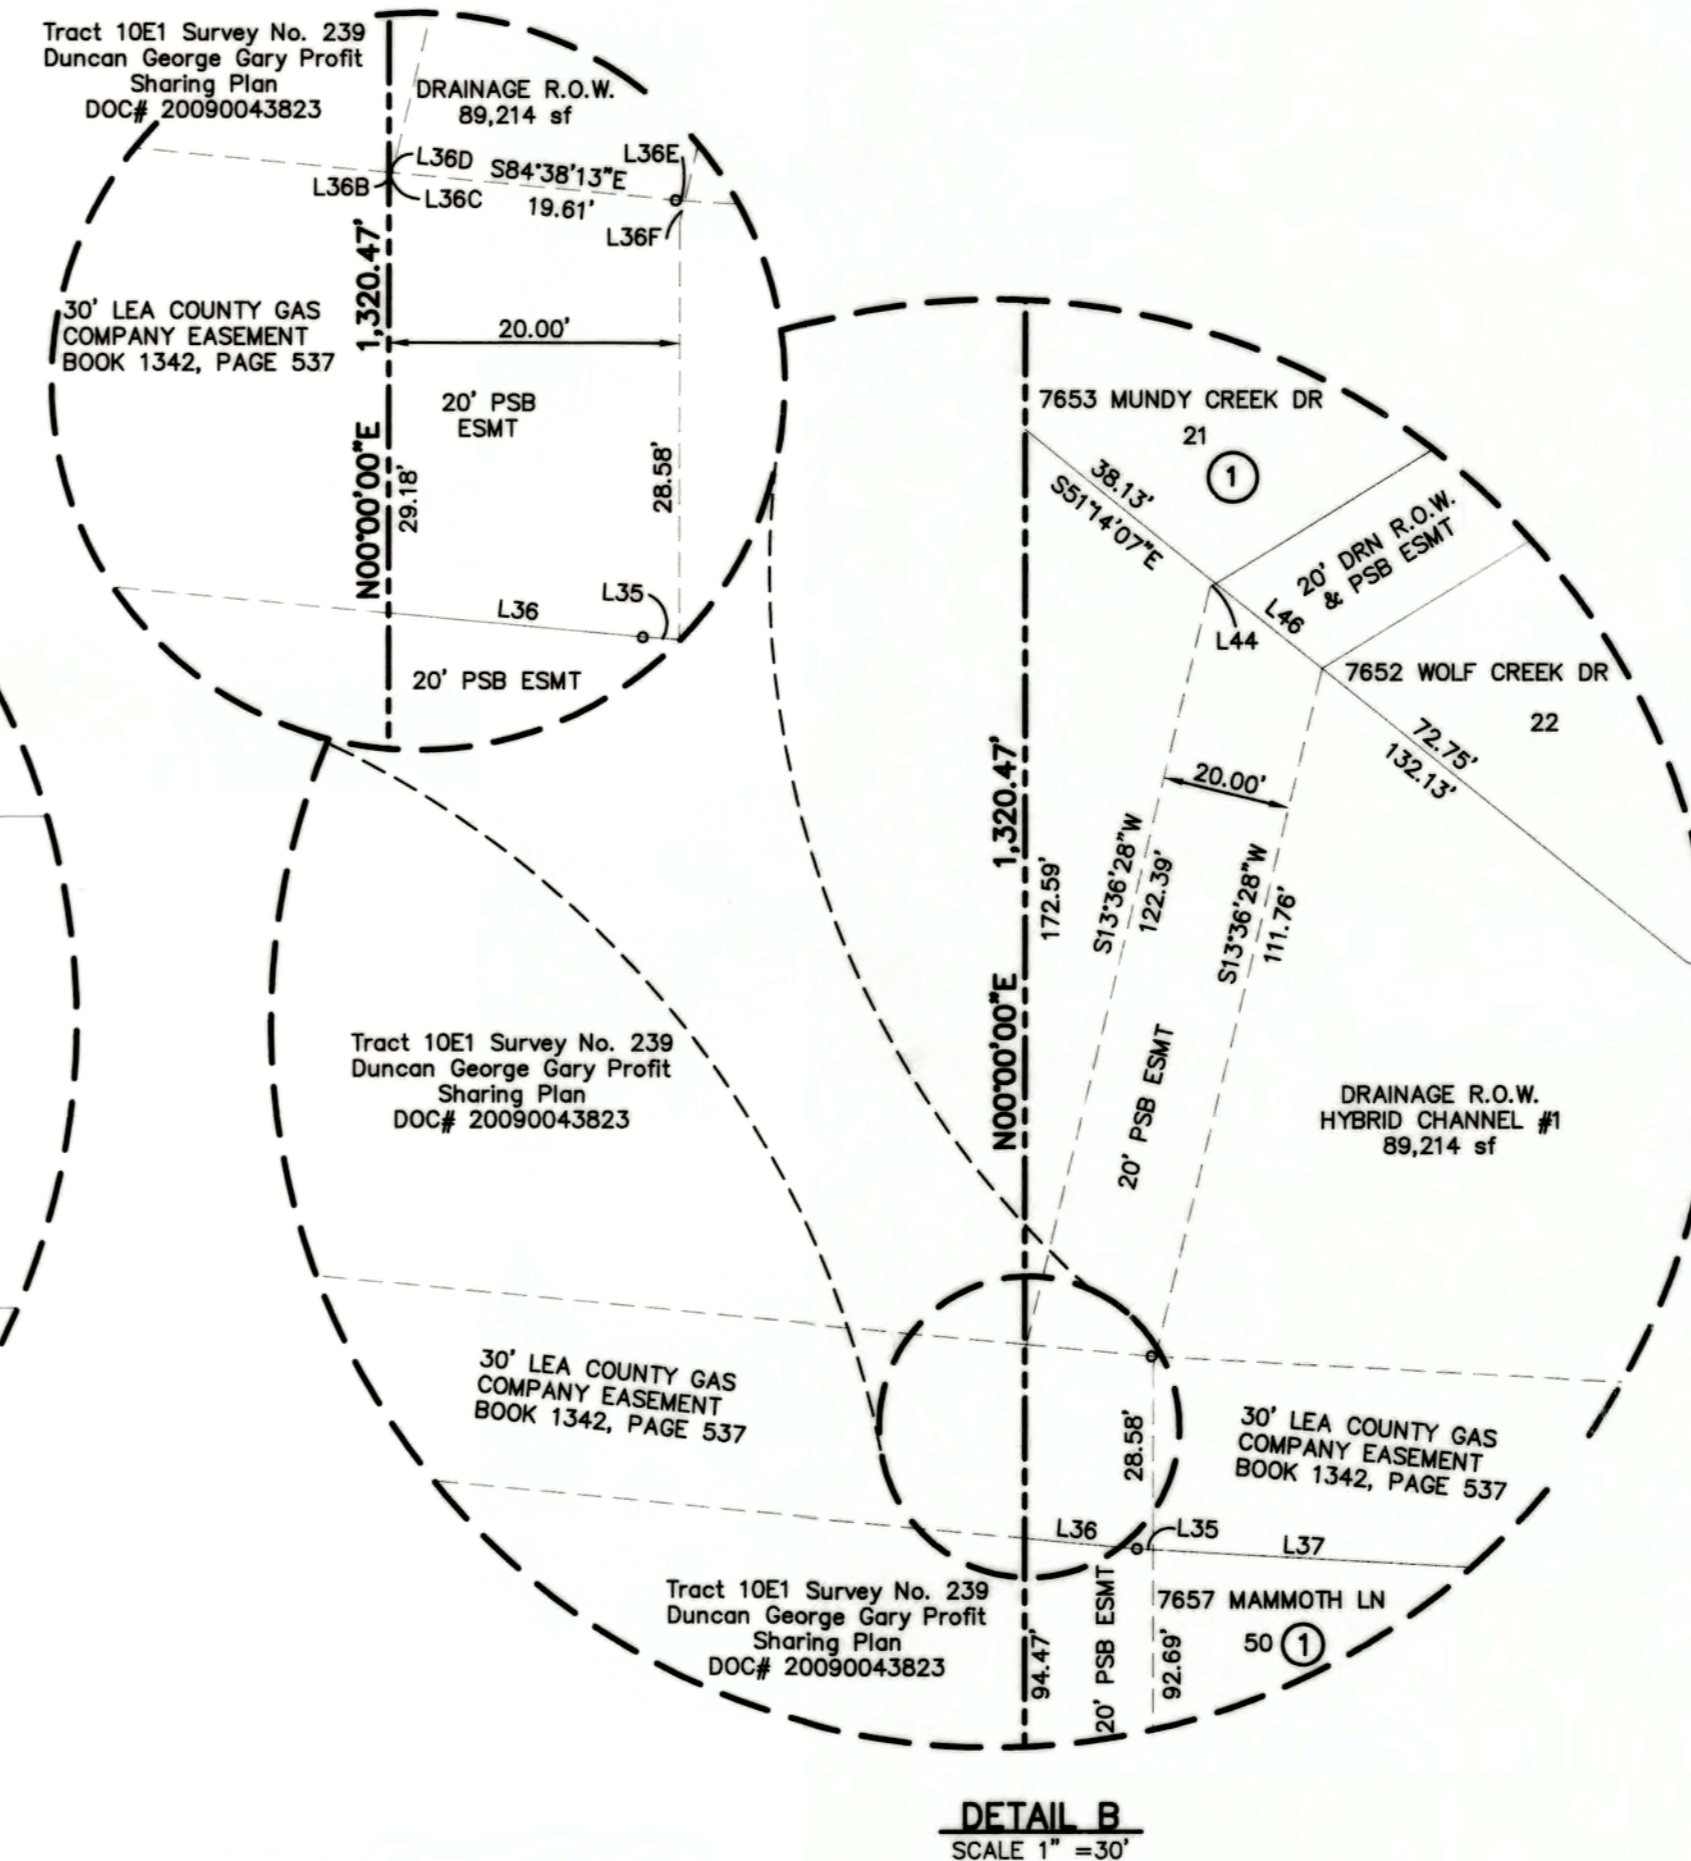 Tract 10E1 Survey No. 239
Duncan George Gary Profit
Sharing Plan
DOC# 20090043823
DRAINAGE R.O.W.
89,214 sf
L36D
L36E
S84°38'13"E
L36B
L36C
19.61'
L36F
1,320.47'
30' LEA COUNTY GAS
COMPANY EASEMENT
BOOK 1342, PAGE 537
20.00'
20' PSB
ESMT
N00°00'00"E
29.18'
28.58'
L36
L35
20' PSB ESMT
7653 MUNDY CREEK DR
21
1
38.13'
S51°14'07"E
20' DRN R.O.W.
& PSB ESMT
L46
L44
7652 WOLF CREEK DR
22
72.75'
132.13'
20.00'
1,320.47'
172.59'
S13°36'28"W
122.39'
S13°36'28"W
111.76'
N00°00'00"E
20' PSB ESMT
Tract 10E1 Survey No. 239
Duncan George Gary Profit
Sharing Plan
DOC# 20090043823
DRAINAGE R.O.W.
HYBRID CHANNEL #1
89,214 sf
30' LEA COUNTY GAS
COMPANY EASEMENT
BOOK 1342, PAGE 537
28.58'
30' LEA COUNTY GAS
COMPANY EASEMENT
BOOK 1342, PAGE 537
L36
L35
L37
Tract 10E1 Survey No. 239
Duncan George Gary Profit
Sharing Plan
DOC# 20090043823
94.47'
20' PSB ESMT
92.69'
7657 MAMMOTH LN
50
1
DETAIL B
SCALE 1" =30'